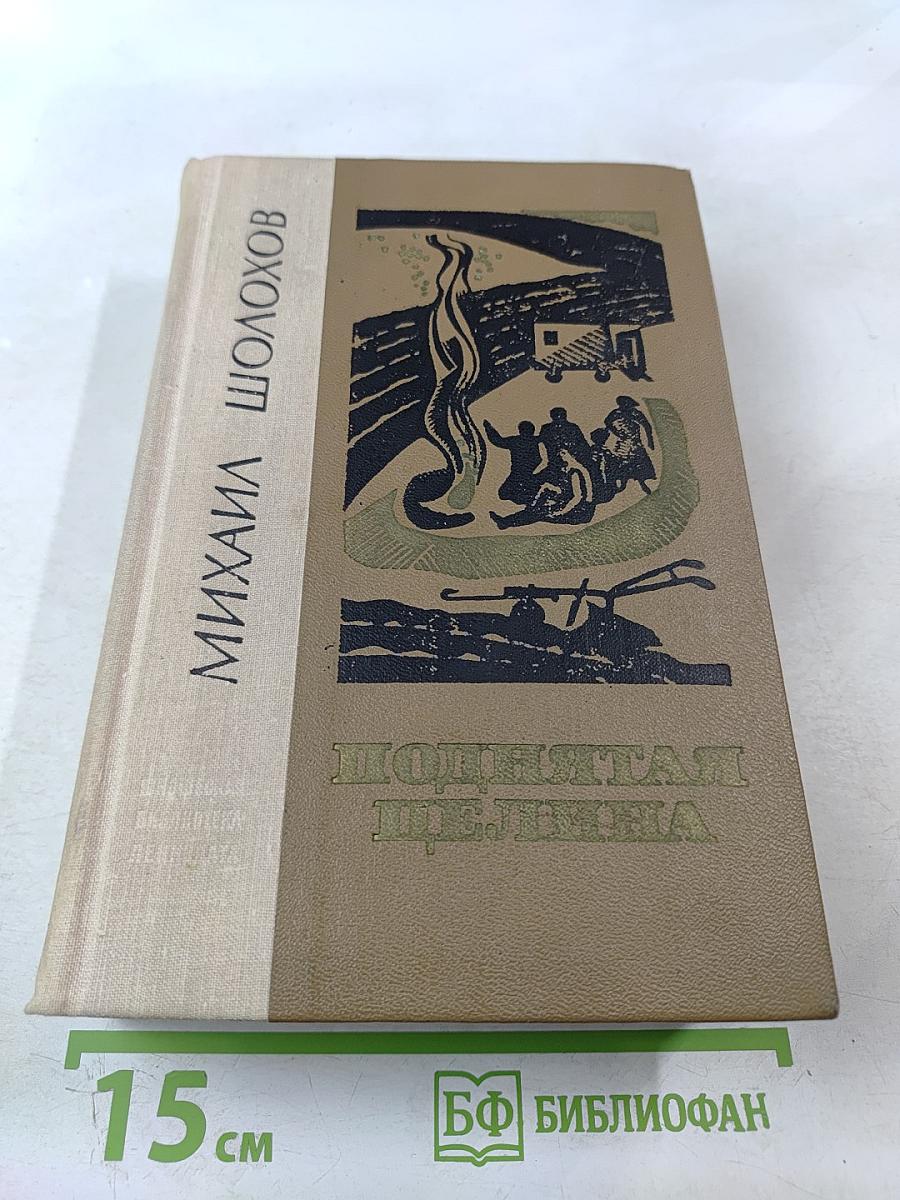 МИХАИЛ ШОЛОХОВ
ПОДНЯТАЯ
ЦЕЛИНА
15 см
БФ БИБЛИОФАН